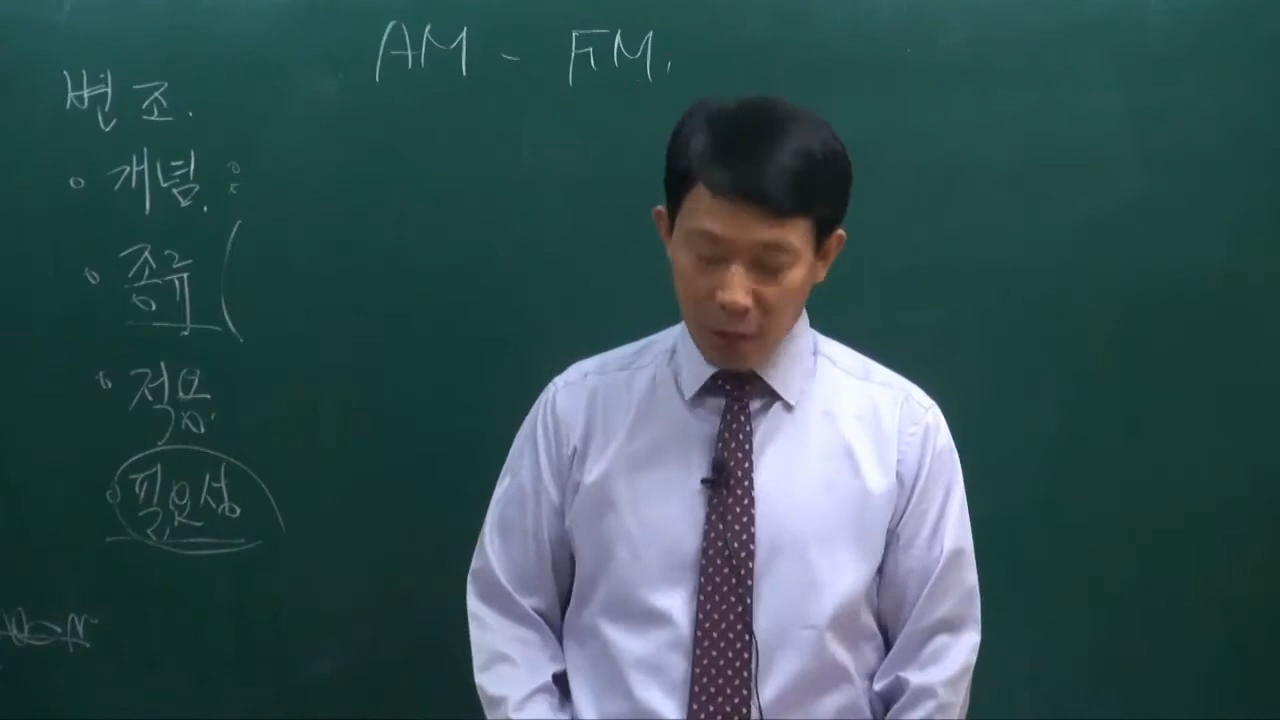 AM - FM.
변조.
• 개념 :
• 종류 (
• 적용
• 필요성